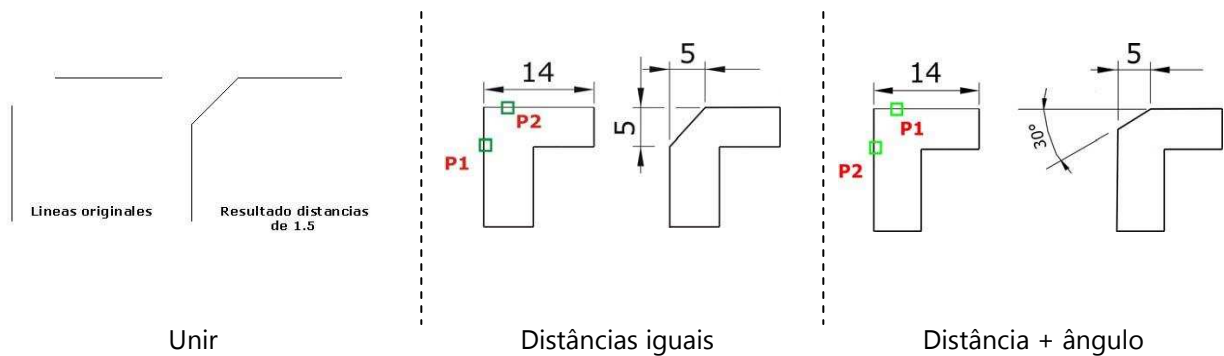 Lineas originales
Resultado distancias
de 1.5
Unir
14
P2
P1
5
5
Distâncias iguais
14
P1
P2
5
30°
Distância + ângulo